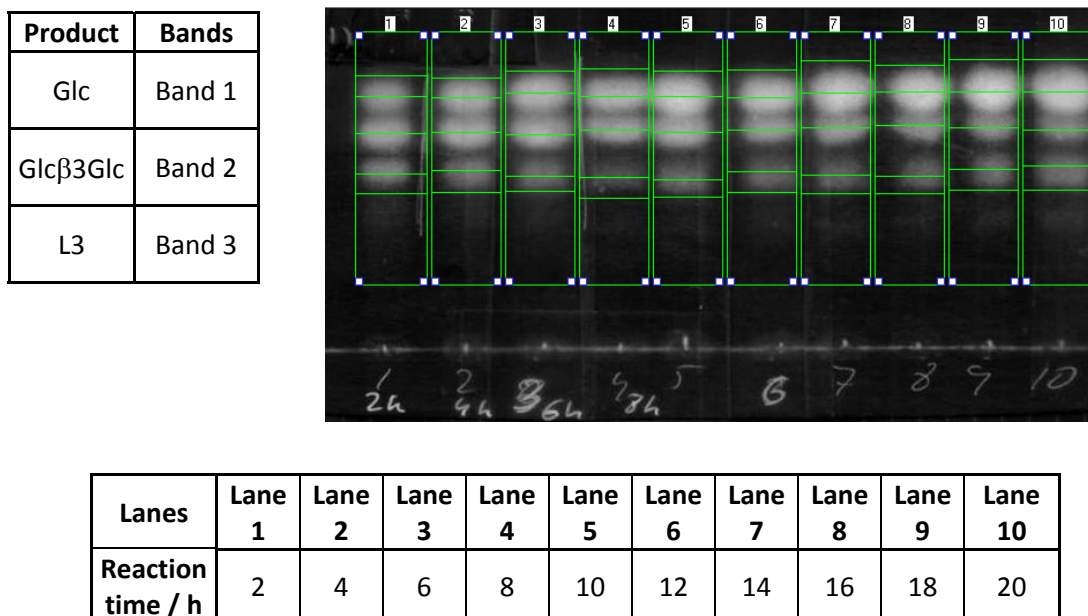 Product Bands
Glc Band 1
Glcβ3Glc Band 2
L3 Band 3
1 2 3 4 5 6 7 8 9 10
1 2 3 4 5 6 7 8 9 10
2h 4h 6h 8h
Lanes Lane 1 Lane 2 Lane 3 Lane 4 Lane 5 Lane 6 Lane 7 Lane 8 Lane 9 Lane 10
Reaction time / h 2 4 6 8 10 12 14 16 18 20